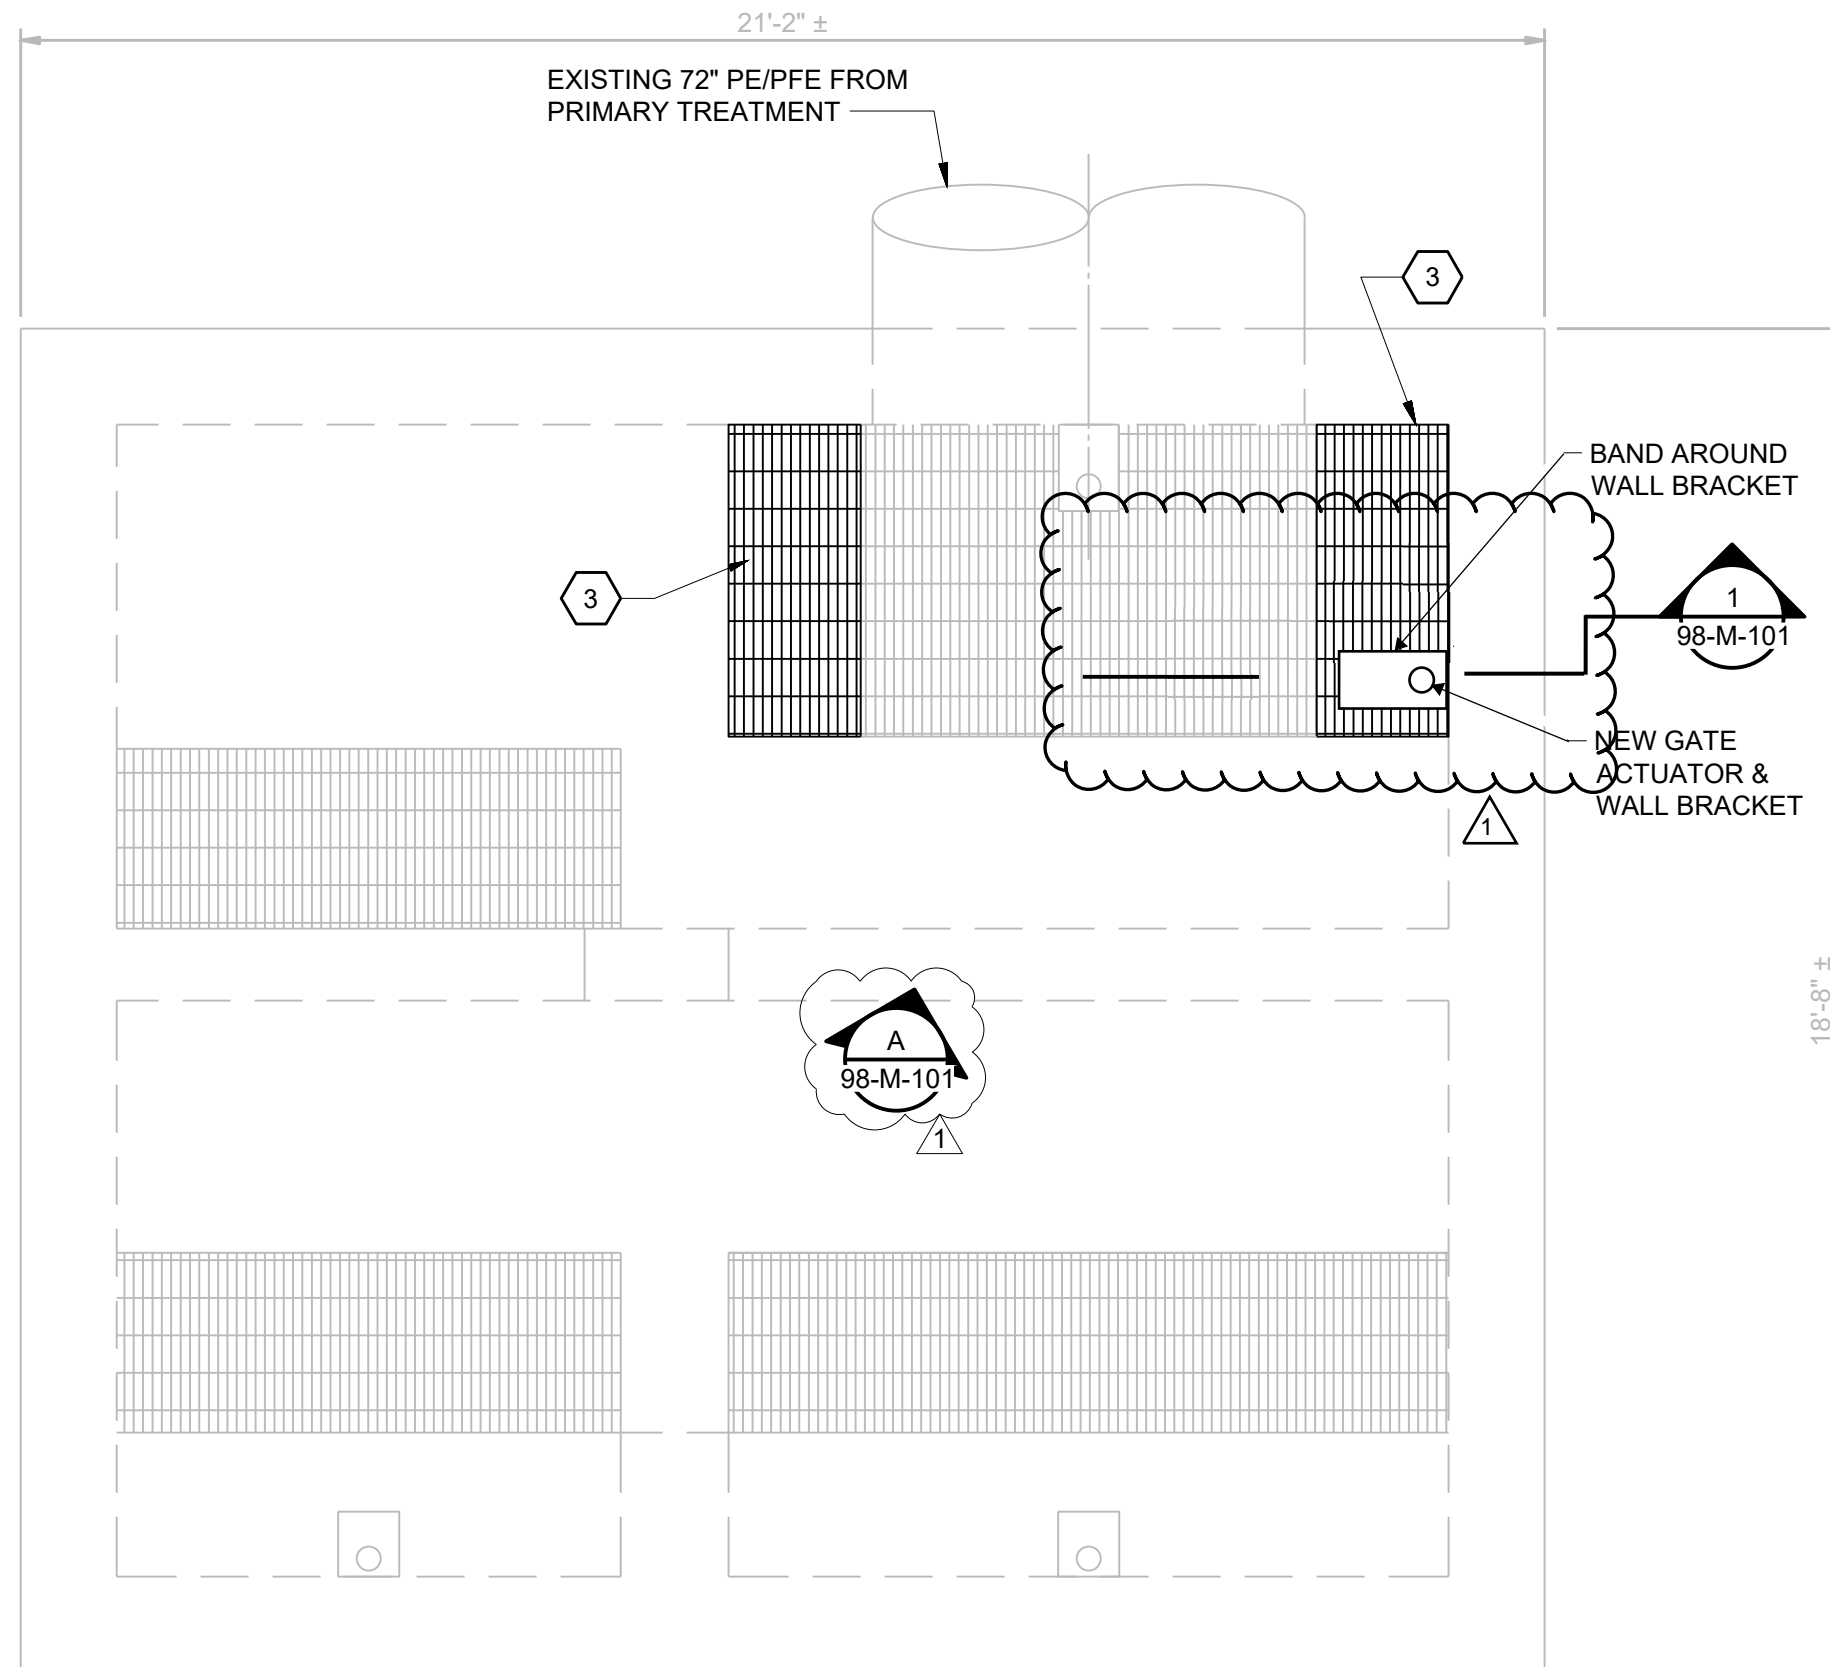 21'-2" ±
EXISTING 72" PE/PFE FROM
PRIMARY TREATMENT
3
BAND AROUND
WALL BRACKET
3
1
98-M-101
NEW GATE
ACTUATOR &
WALL BRACKET
1
18'-8" ±
A
98-M-101
1